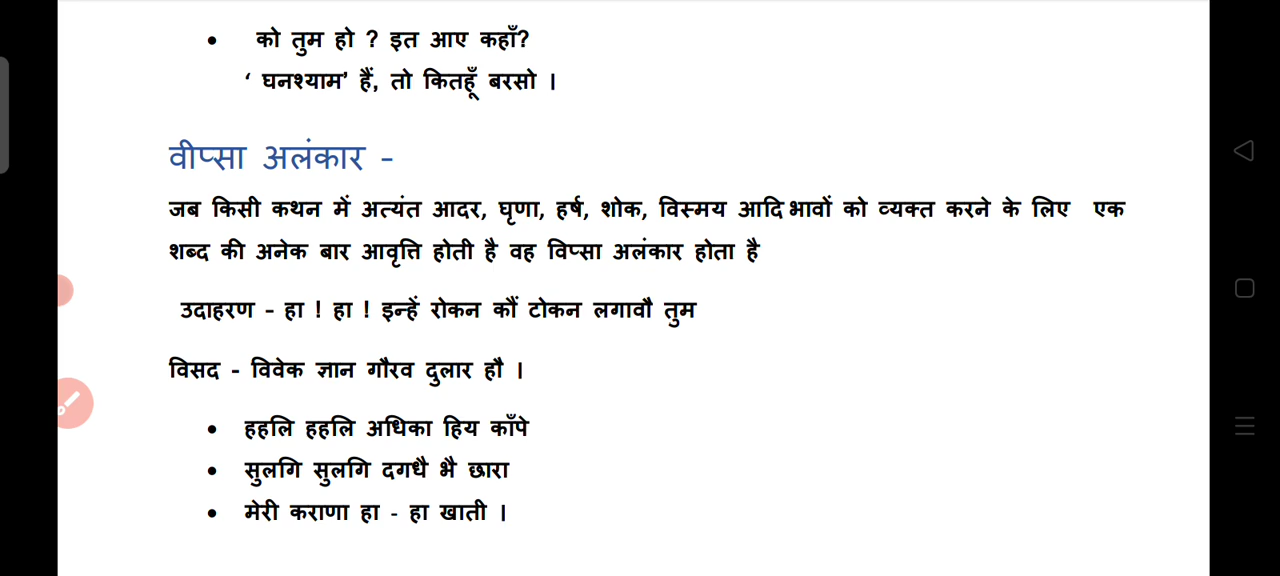 को तुम हो ? इत आए कहाँ?
‘ घनश्याम’ हैं, तो कितहूँ बरसो ।
वीप्सा अलंकार -
जब किसी कथन में अत्यंत आदर, घृणा, हर्ष, शोक, विस्मय आदि भावों को व्यक्त करने के लिए एक
शब्द की अनेक बार आवृत्ति होती है वह विप्सा अलंकार होता है
उदाहरण – हा ! हा ! इन्हें रोकन कौं टोकन लगावौ तुम
विसद - विवेक ज्ञान गौरव दुलार हौ ।
हहलि हहलि अधिका हिय काँपे
सुलगि सुलगि दगधै भै छारा
मेरी कराणा हा - हा खाती ।